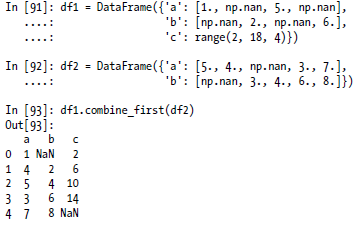 In [91]: df1 = DataFrame({'a': [1., np.nan, 5., np.nan],
   ....:                  'b': [np.nan, 2., np.nan, 6.],
   ....:                  'c': range(2, 18, 4)})
In [92]: df2 = DataFrame({'a': [5., 4., np.nan, 3., 7.],
   ....:                  'b': [np.nan, 3., 4., 6., 8.]})
In [93]: df1.combine_first(df2)
Out[93]:
   a   b   c
0  1 NaN   2
1  4   2   6
2  5   4  10
3  3   6  14
4  7   8 NaN